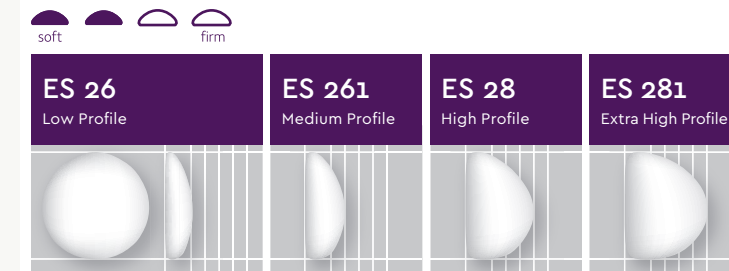 soft firm
ES 26
Low Profile
ES 261
Medium Profile
ES 28
High Profile
ES 281
Extra High Profile